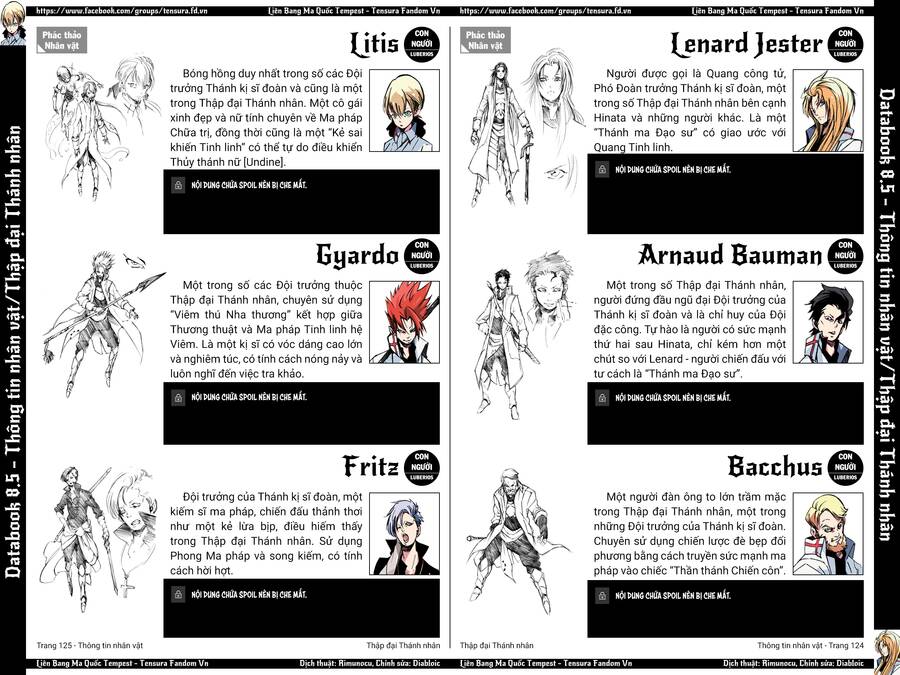 https://www.facebook.com/groups/tensura.fd.vn
Liên Bang Ma Quốc Tempest - Tensura Fandom Vn
Databook 8.5 - Thông tin nhân vật/Thập đại Thánh nhân
Phác thảo
Nhân vật
Litis
CON
NGƯỜI
LUBERIOS
Bóng hồng duy nhất trong số các Đội
trưởng Thánh kị sĩ đoàn và cũng là một
trong Thập đại Thánh nhân. Một cô gái
xinh đẹp và nữ tính chuyên về Ma pháp
Chữa trị, đồng thời cũng là một "Kẻ sai
khiến Tinh linh" có thể tự do điều khiển
Thủy thánh nữ [Undine].
NỘI DUNG CHỨA SPOIL NÊN BỊ CHE MẤT.
Gyardo
CON
NGƯỜI
LUBERIOS
Một trong số các Đội trưởng thuộc
Thập đại Thánh nhân, chuyên sử dụng
"Viêm thú Nha thương" kết hợp giữa
Thương thuật và Ma pháp Tinh linh hệ
Viêm. Là một kị sĩ có vóc dáng cao lớn
và nghiêm túc, có tính cách nóng nảy và
luôn nghĩ đến việc tra khảo.
NỘI DUNG CHỨA SPOIL NÊN BỊ CHE MẤT.
Fritz
CON
NGƯỜI
LUBERIOS
Đội trưởng của Thánh kị sĩ đoàn, một
kiếm sĩ ma pháp, chiến đấu thảnh thơi
như một kẻ lừa bịp, điều hiếm thấy
trong Thập đại Thánh nhân. Sử dụng
Phong Ma pháp và song kiếm, có tính
cách hời hợt.
NỘI DUNG CHỨA SPOIL NÊN BỊ CHE MẤT.
Trang 125 - Thông tin nhân vật
Thập đại Thánh nhân
Liên Bang Ma Quốc Tempest - Tensura Fandom Vn
Dịch thuật: Rimunocu, Chỉnh sửa: Diabloic
https://www.facebook.com/groups/tensura.fd.vn
Liên Bang Ma Quốc Tempest - Tensura Fandom Vn
Phác thảo
Nhân vật
Lenard Jester
CON
NGƯỜI
LUBERIOS
Người được gọi là Quang công tử,
Phó Đoàn trưởng Thánh kị sĩ đoàn, một
trong số Thập đại Thánh nhân bên cạnh
Hinata và những người khác. Là một
"Thánh ma Đạo sư" có giao ước với
Quang Tinh linh.
NỘI DUNG CHỨA SPOIL NÊN BỊ CHE MẤT.
Arnaud Bauman
CON
NGƯỜI
LUBERIOS
Một trong số Thập đại Thánh nhân,
người đứng đầu ngũ đại Đội trưởng của
Thánh kị sĩ đoàn và là chỉ huy của Đội
đặc công. Tự hào là người có sức mạnh
thứ hai sau Hinata, chỉ kém hơn một
chút so với Lenard - người chiến đấu với
tư cách là "Thánh ma Đạo sư".
NỘI DUNG CHỨA SPOIL NÊN BỊ CHE MẤT.
Bacchus
CON
NGƯỜI
LUBERIOS
Một người đàn ông to lớn trầm mặc
trong Thập đại Thánh nhân, một trong
những Đội trưởng của Thánh kị sĩ đoàn.
Chuyên sử dụng chiến lược đè bẹp đối
phương bằng cách truyền sức mạnh ma
pháp vào chiếc "Thần thánh Chiến côn".
NỘI DUNG CHỨA SPOIL NÊN BỊ CHE MẤT.
Thập đại Thánh nhân
Thông tin nhân vật - Trang 124
Liên Bang Ma Quốc Tempest - Tensura Fandom Vn
Dịch thuật: Rimunocu, Chỉnh sửa: Diabloic
Databook 8.5 - Thông tin nhân vật/Thập đại Thánh nhân